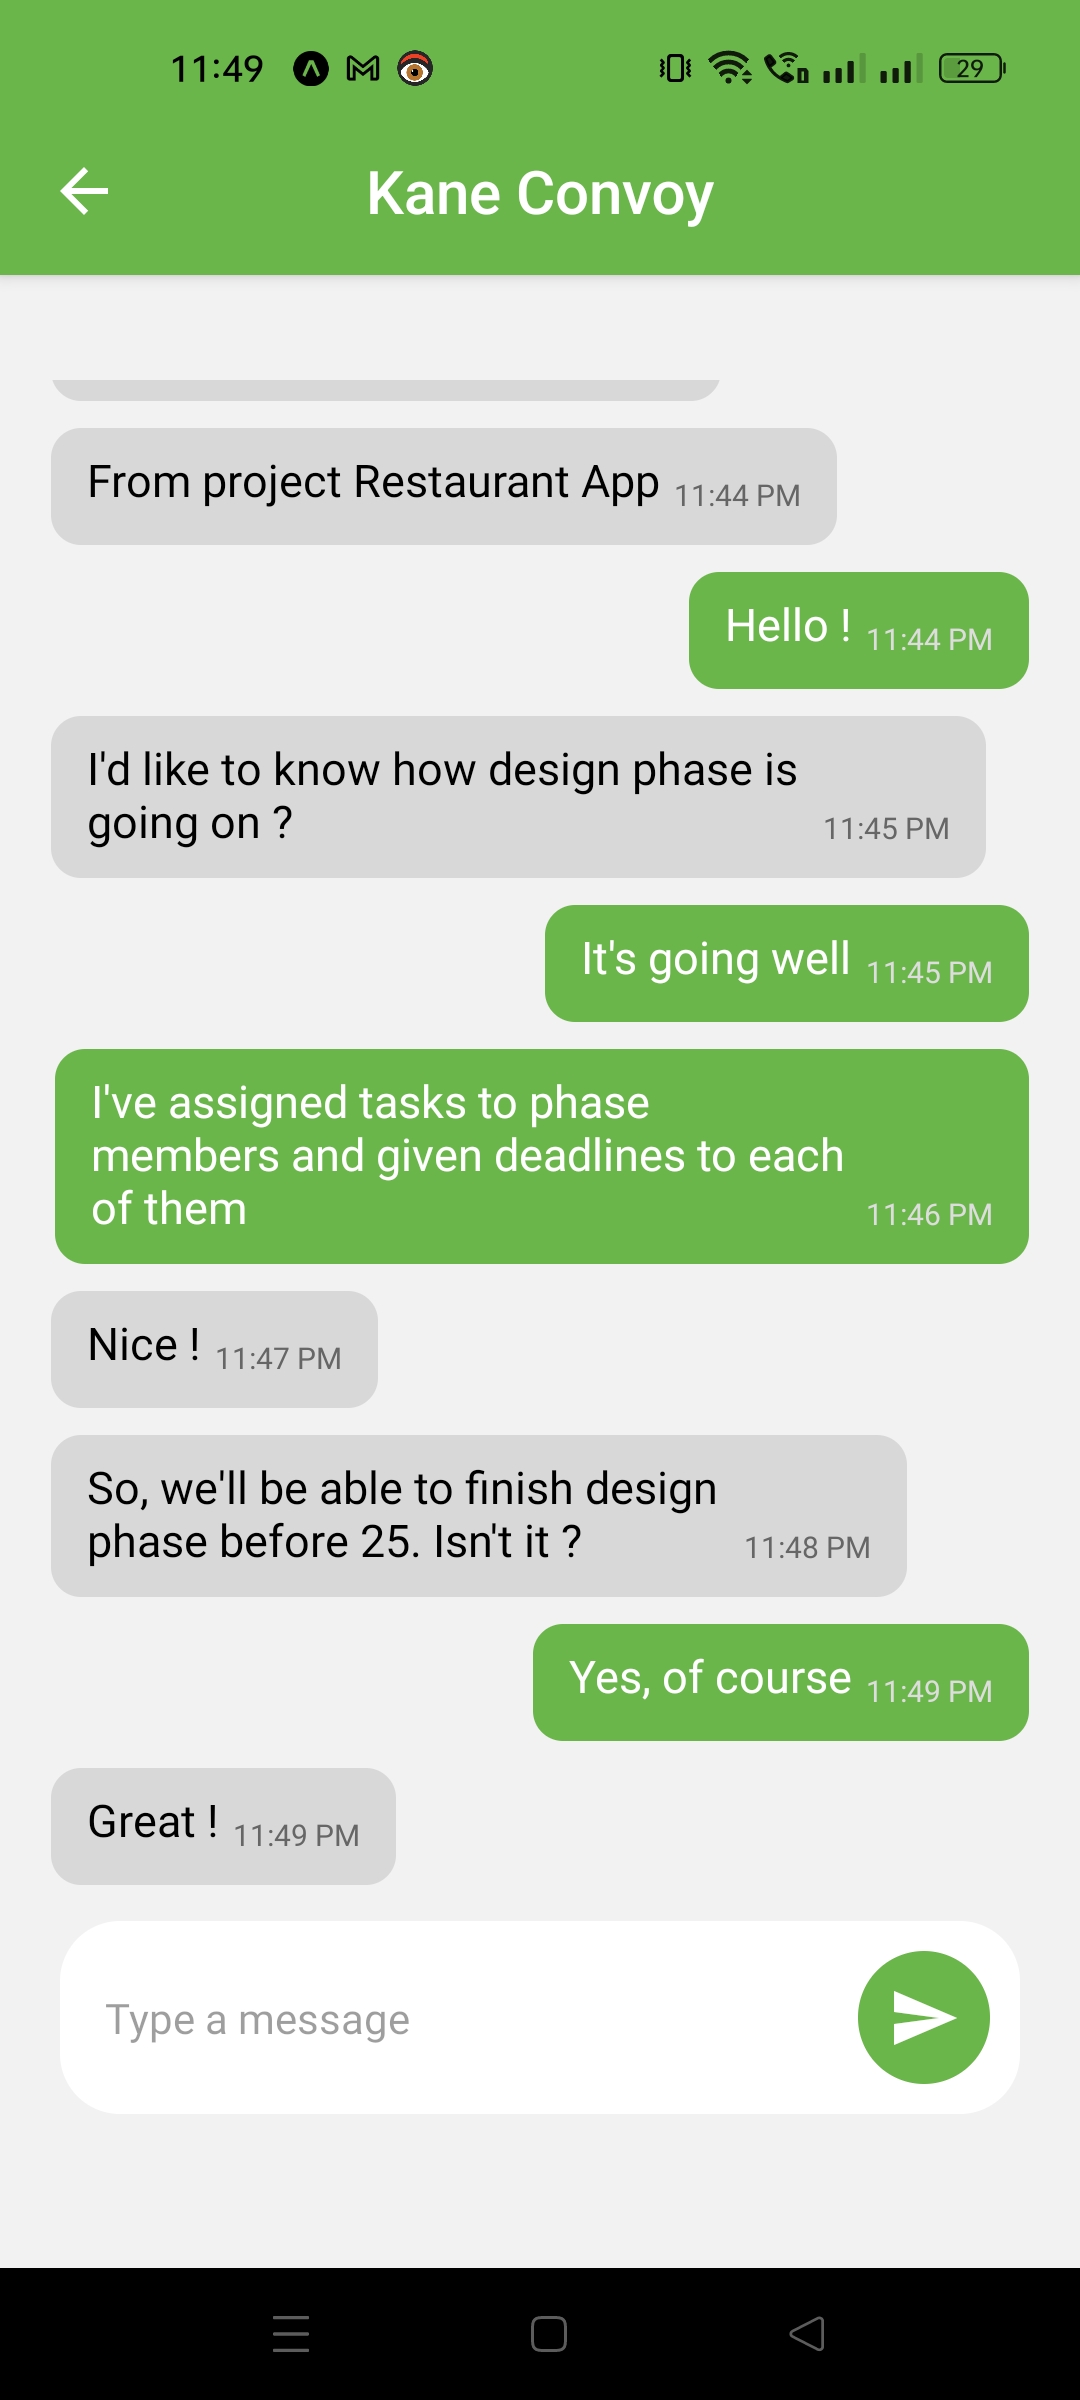 11:49
29
Kane Convoy
From project Restaurant App 11:44 PM
Hello ! 11:44 PM
I'd like to know how design phase is
going on ? 11:45 PM
It's going well 11:45 PM
I've assigned tasks to phase
members and given deadlines to each
of them 11:46 PM
Nice ! 11:47 PM
So, we'll be able to finish design
phase before 25. Isn't it ? 11:48 PM
Yes, of course 11:49 PM
Great ! 11:49 PM
Type a message